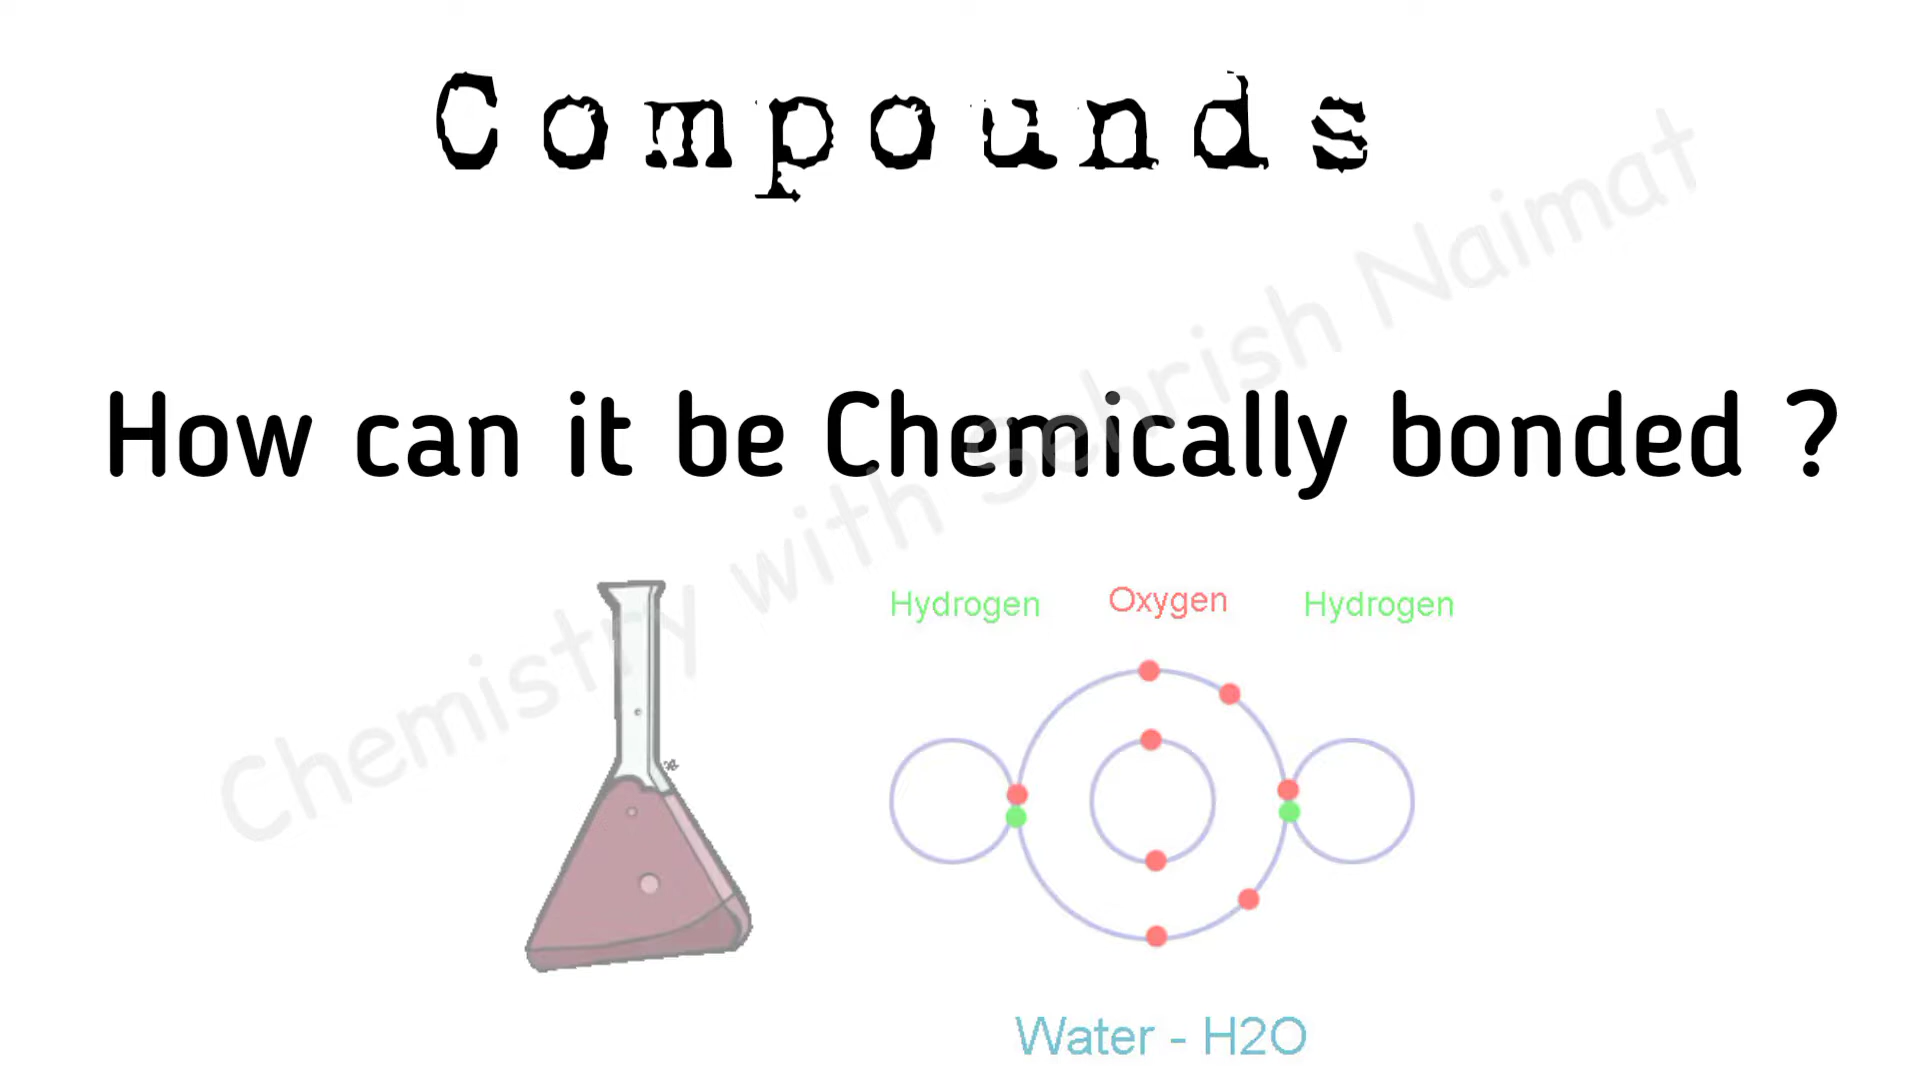 Compounds
How can it be Chemically bonded ?
Chemistry with Sehrish Naimat
Hydrogen Oxygen Hydrogen
Water - H2O